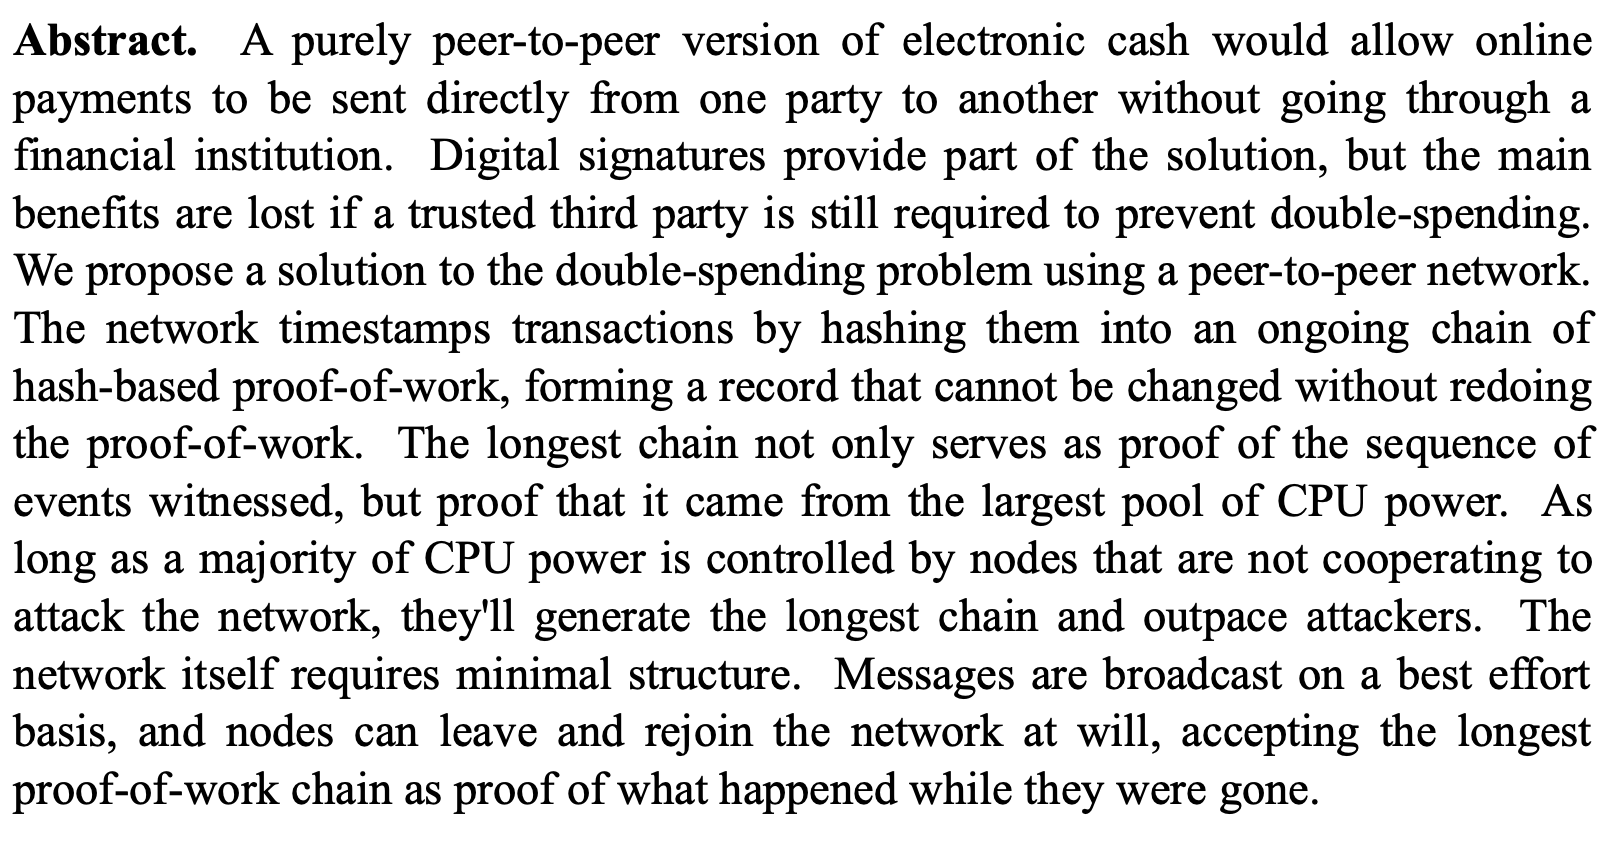 Abstract. A purely peer-to-peer version of electronic cash would allow online
payments to be sent directly from one party to another without going through a
financial institution. Digital signatures provide part of the solution, but the main
benefits are lost if a trusted third party is still required to prevent double-spending.
We propose a solution to the double-spending problem using a peer-to-peer network.
The network timestamps transactions by hashing them into an ongoing chain of
hash-based proof-of-work, forming a record that cannot be changed without redoing
the proof-of-work. The longest chain not only serves as proof of the sequence of
events witnessed, but proof that it came from the largest pool of CPU power. As
long as a majority of CPU power is controlled by nodes that are not cooperating to
attack the network, they'll generate the longest chain and outpace attackers. The
network itself requires minimal structure. Messages are broadcast on a best effort
basis, and nodes can leave and rejoin the network at will, accepting the longest
proof-of-work chain as proof of what happened while they were gone.